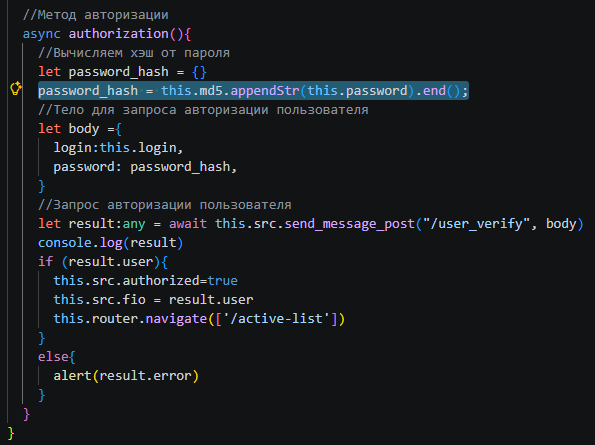 //Метод авторизации
async authorization(){
//Вычисляем хэш от пароля
let password_hash = {}
password_hash = this.md5.appendStr(this.password).end();
//Тело для запроса авторизации пользователя
let body ={
login:this.login,
password: password_hash,
}
//Запрос авторизации пользователя
let result:any = await this.src.send_message_post("/user_verify", body)
console.log(result)
if (result.user){
this.src.authorized=true
this.src.fio = result.user
this.router.navigate(['/active-list'])
}
else{
alert(result.error)
}
}
}